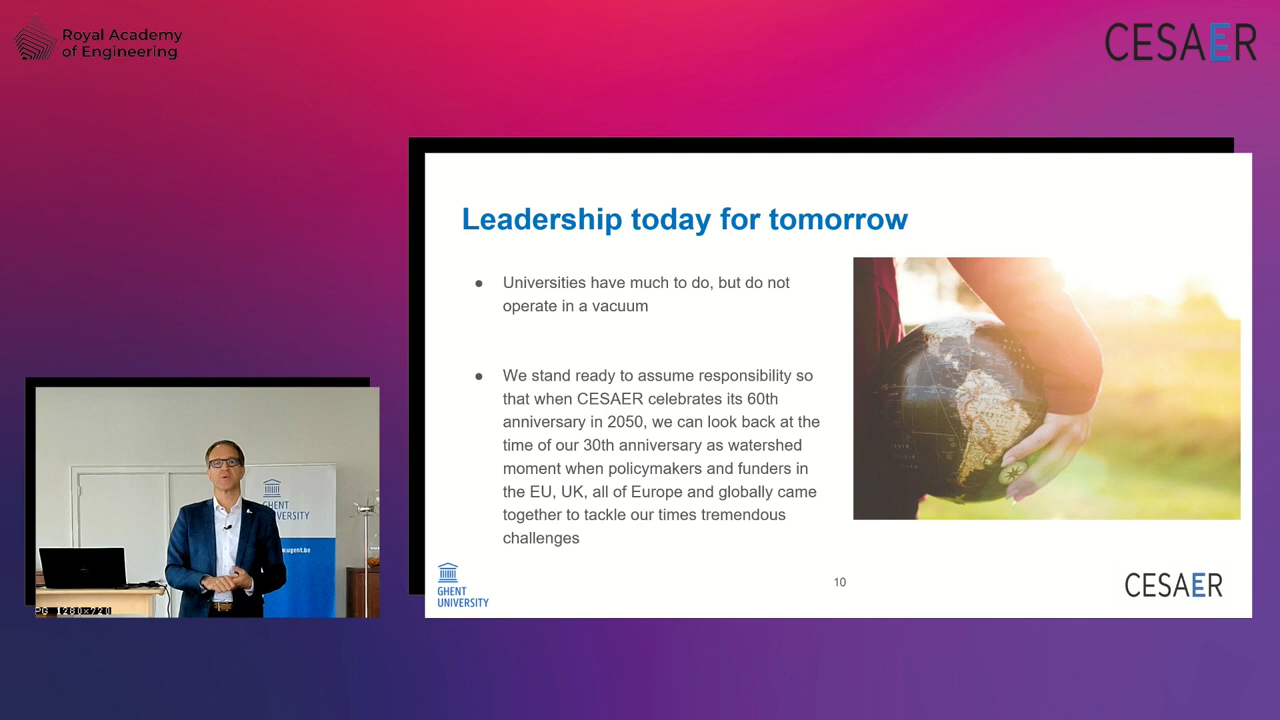 Royal Academy
of Engineering
CESAER
Leadership today for tomorrow
● Universities have much to do, but do not
operate in a vacuum
● We stand ready to assume responsibility so
that when CESAER celebrates its 60th
anniversary in 2050, we can look back at the
time of our 30th anniversary as watershed
moment when policymakers and funders in
the EU, UK, all of Europe and globally came
together to tackle our times tremendous
challenges
GHENT
UNIVERSITY
10
CESAER
GHENT
UNIVERSITY
w.ugent.be
PG 1280x720